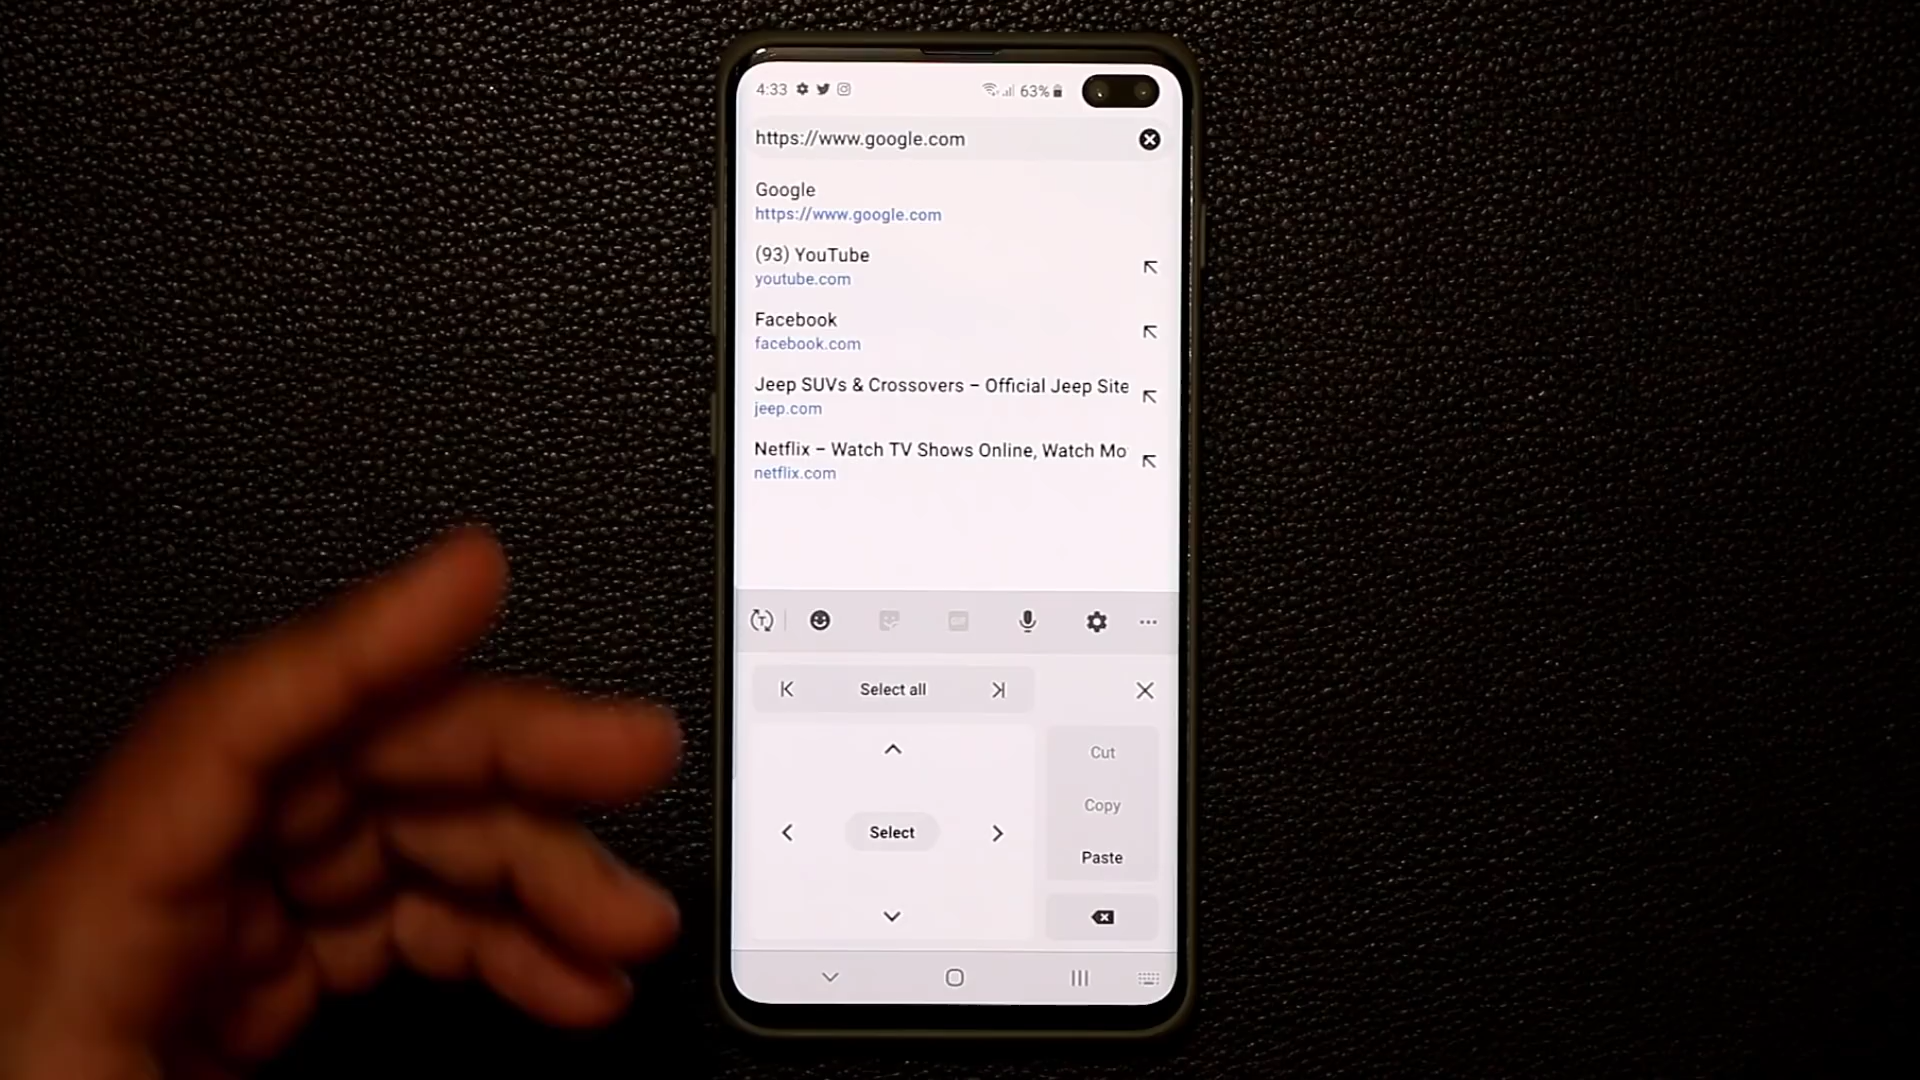 4:33 63%
https://www.google.com
Google
https://www.google.com
(93) YouTube
youtube.com
Facebook
facebook.com
Jeep SUVs & Crossovers – Official Jeep Site
jeep.com
Netflix – Watch TV Shows Online, Watch Mo
netflix.com
T
GIF
Select all
Cut
Copy
Select
Paste